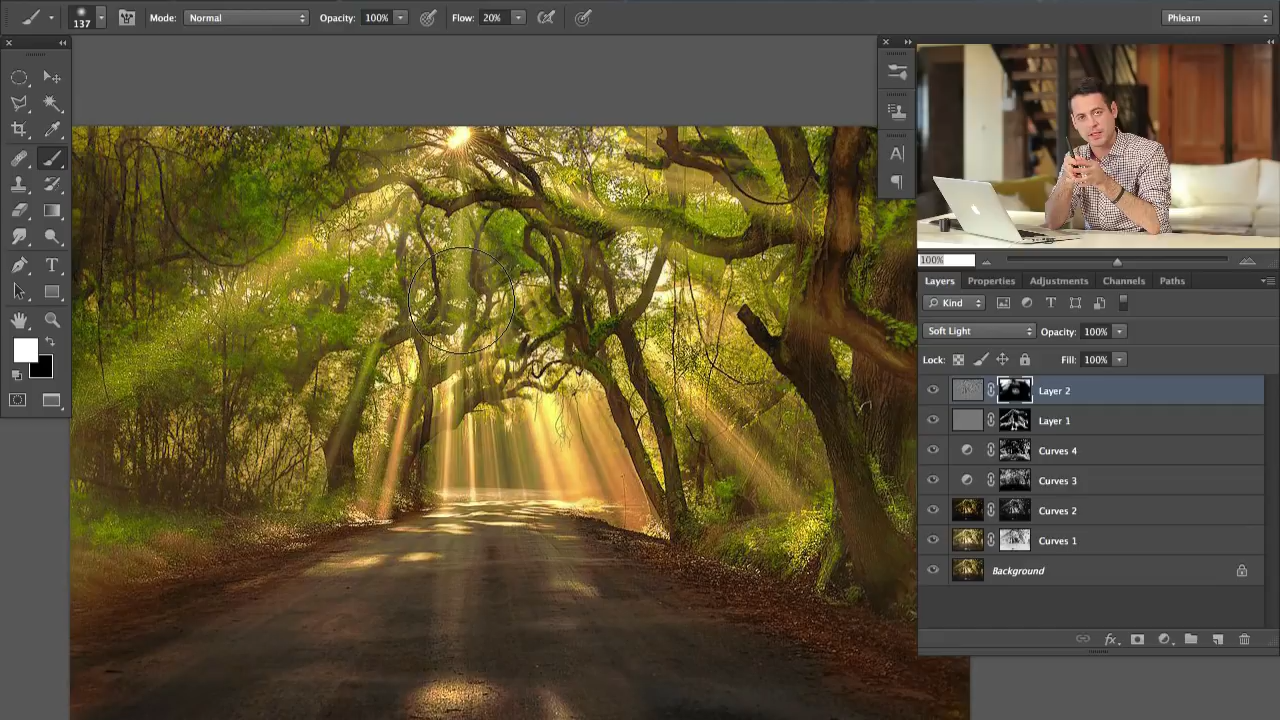 137 Mode: Normal Opacity: 100% Flow: 20% Phlearn
A
T
100%
Layers Properties Adjustments Channels Paths
Kind T
Soft Light Opacity: 100%
Lock: Fill: 100%
Layer 2
Layer 1
Curves 4
Curves 3
Curves 2
Curves 1
Background
fx